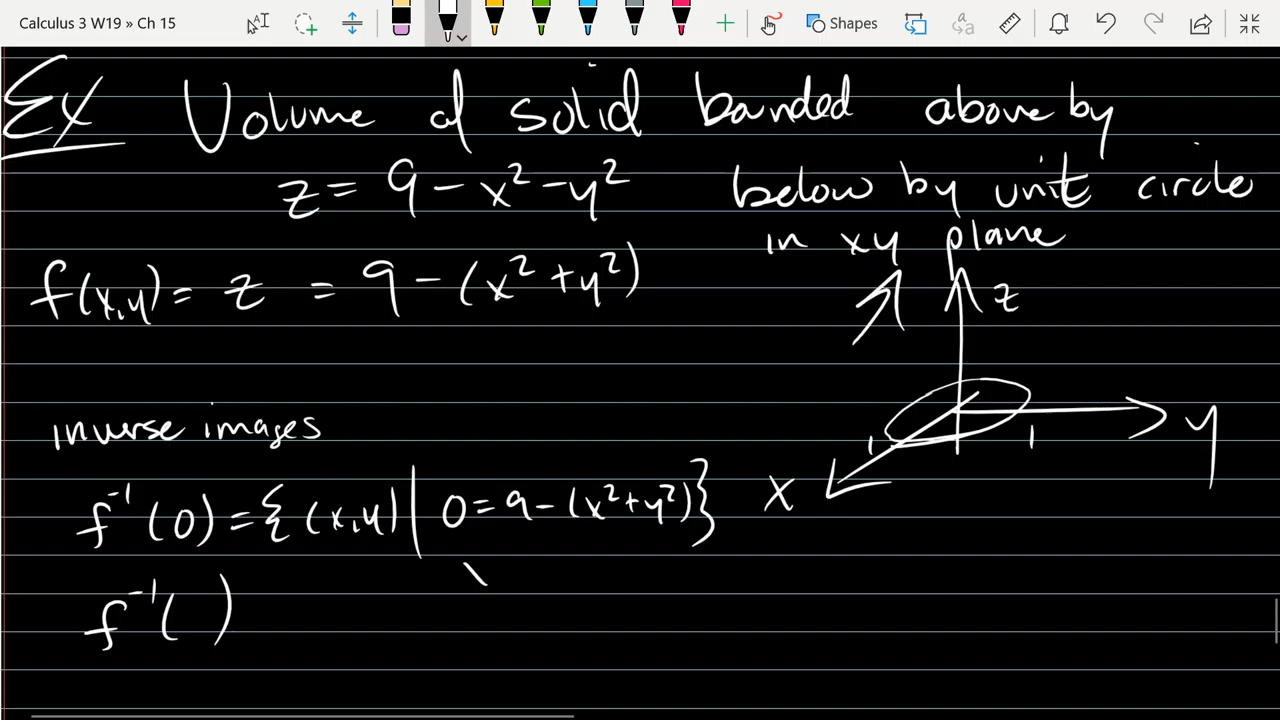 Calculus 3 W19 » Ch 15
Shapes
Ex Volume of solid bounded above by
z = 9 - x² - y² below by unit circle
in xy plane
f(x,y) = z = 9 - (x² + y²)
z
inverse images
1 1 y
f⁻¹(0) = {(x,y) | 0 = 9 - (x² + y²)} x
f⁻¹( )